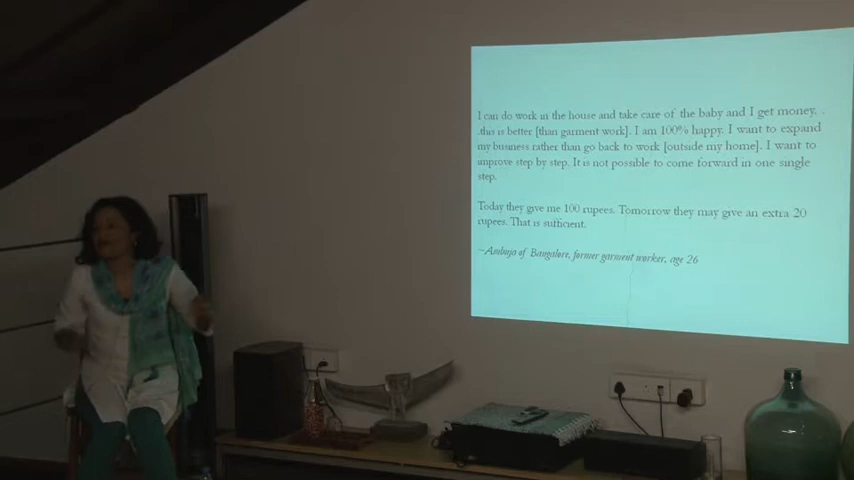 I can do work in the house and take care of the baby and I get money. .
.this is better [than garment work]. I am 100% happy. I want to expand
my business rather than go back to work [outside my home]. I want to
improve step by step. It is not possible to come forward in one single
step.
Today they give me 100 rupees. Tomorrow they may give an extra 20
rupees. That is sufficient.
~Ambuja of Bangalore, former garment worker, age 26